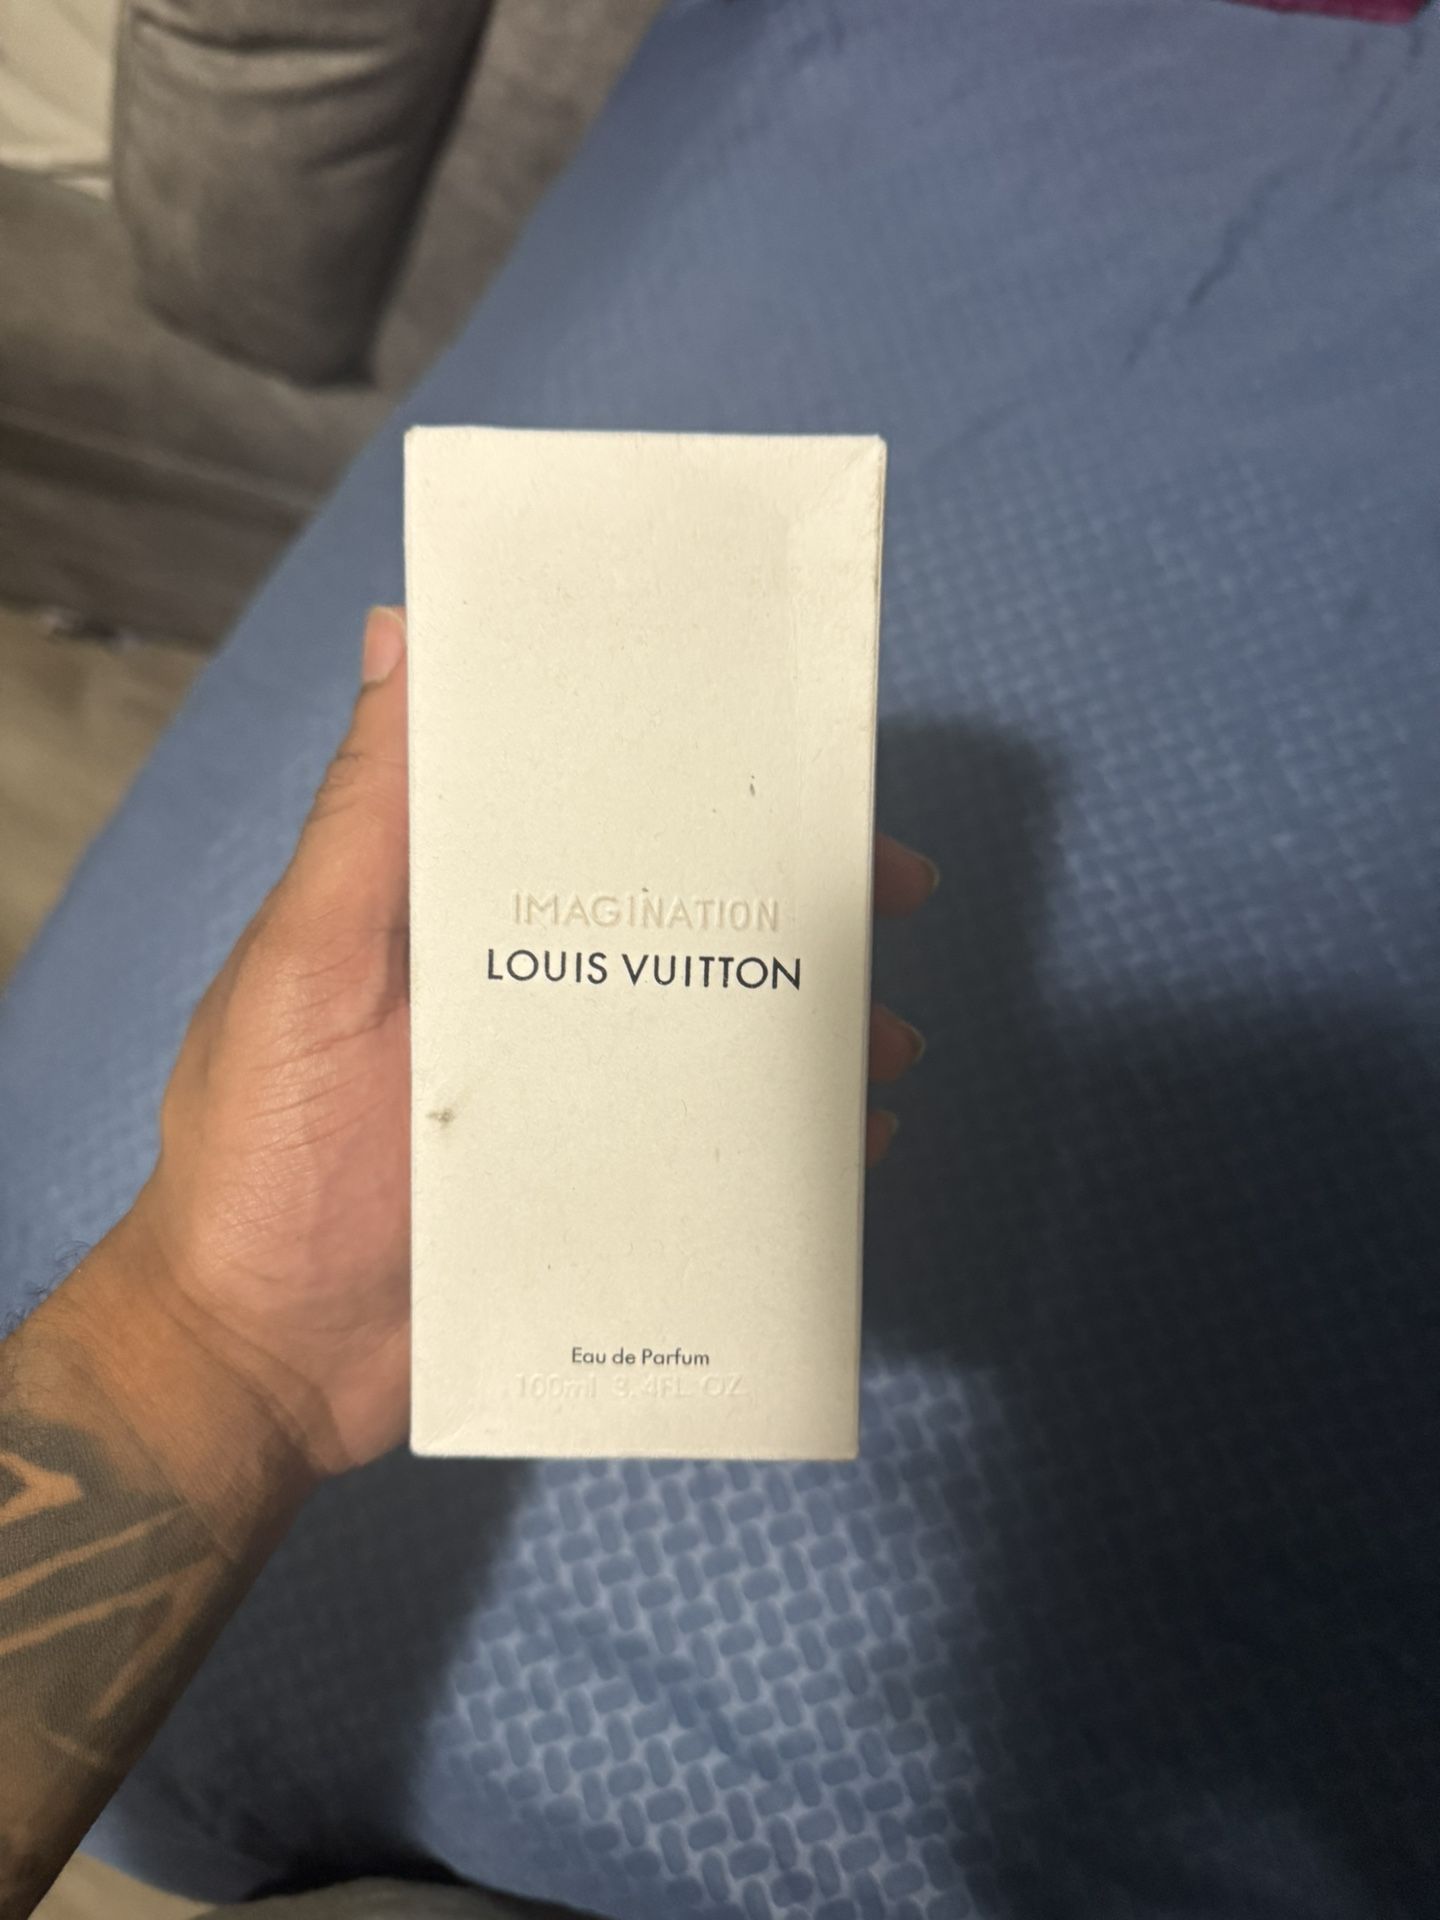 IMAGINATION
LOUIS VUITTON
Eau de Parfum
100ml 3.4FL OZ